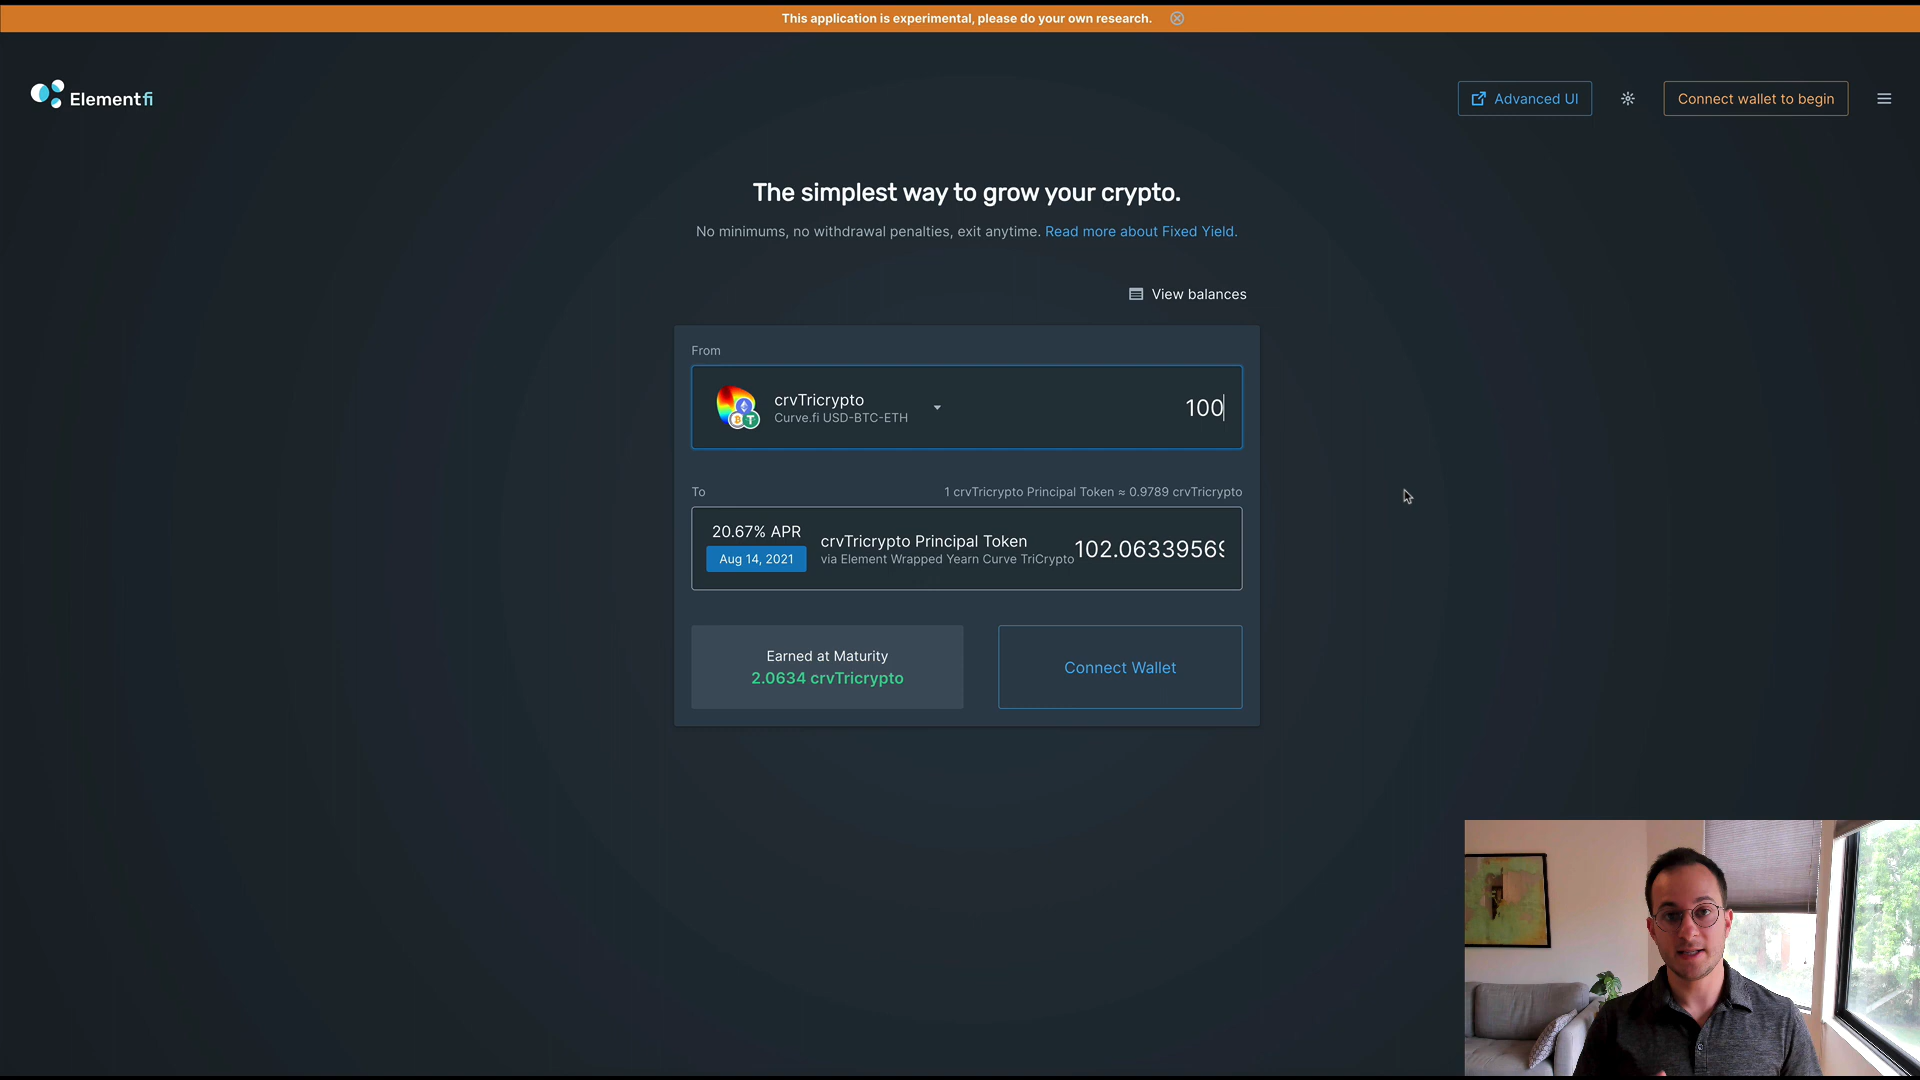 This application is experimental, please do your own research.
Elementfi
Advanced UI
Connect wallet to begin
The simplest way to grow your crypto.
No minimums, no withdrawal penalties, exit anytime. Read more about Fixed Yield.
View balances
From
crvTricrypto
Curve.fi USD-BTC-ETH
100
To
1 crvTricrypto Principal Token ≈ 0.9789 crvTricrypto
20.67% APR
Aug 14, 2021
crvTricrypto Principal Token
via Element Wrapped Yearn Curve TriCrypto
102.06339569
Earned at Maturity
2.0634 crvTricrypto
Connect Wallet